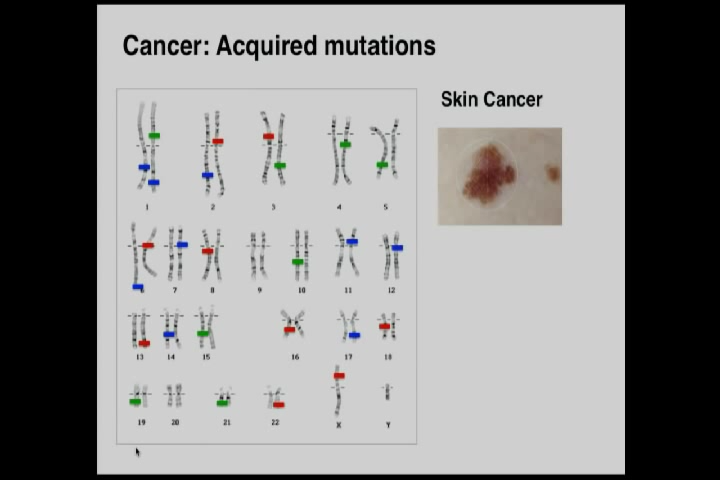 Cancer: Acquired mutations
Skin Cancer
1 2 3 4 5
6 7 8 9 10 11 12
13 14 15 16 17 18
19 20 21 22 X Y